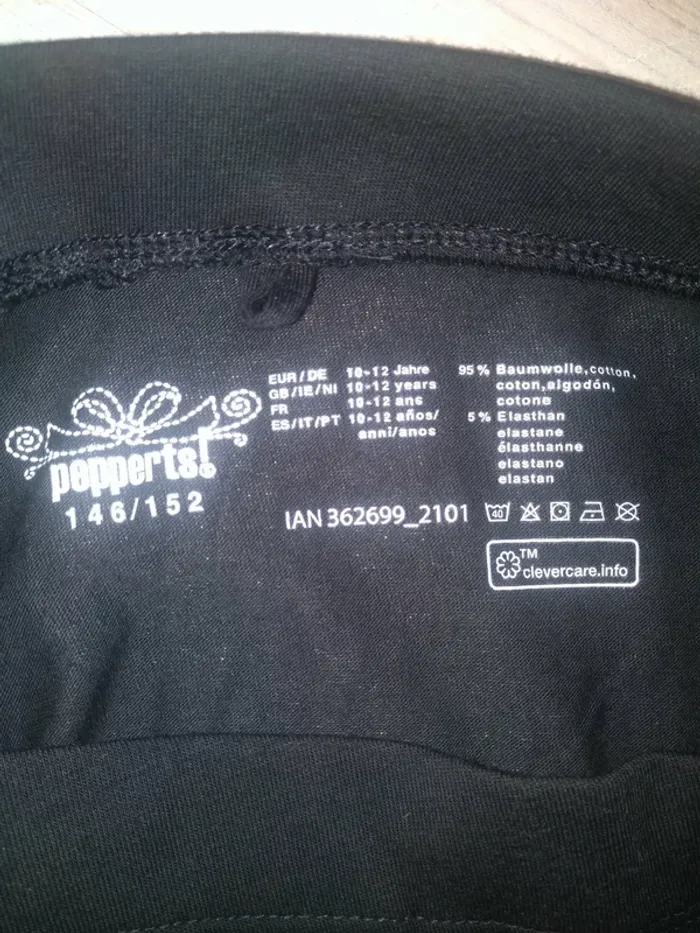 pepperts!
146/152
EUR/DE 10-12 Jahre
GB/IE/NI 10-12 years
FR 10-12 ans
ES/IT/PT 10-12 años/
anni/anos
95% Baumwolle,cotton,
coton,algodón,
cotone
5% Elasthan
elastane
élasthanne
elastano
elastan
IAN 362699_2101
40
TM
clevercare.info